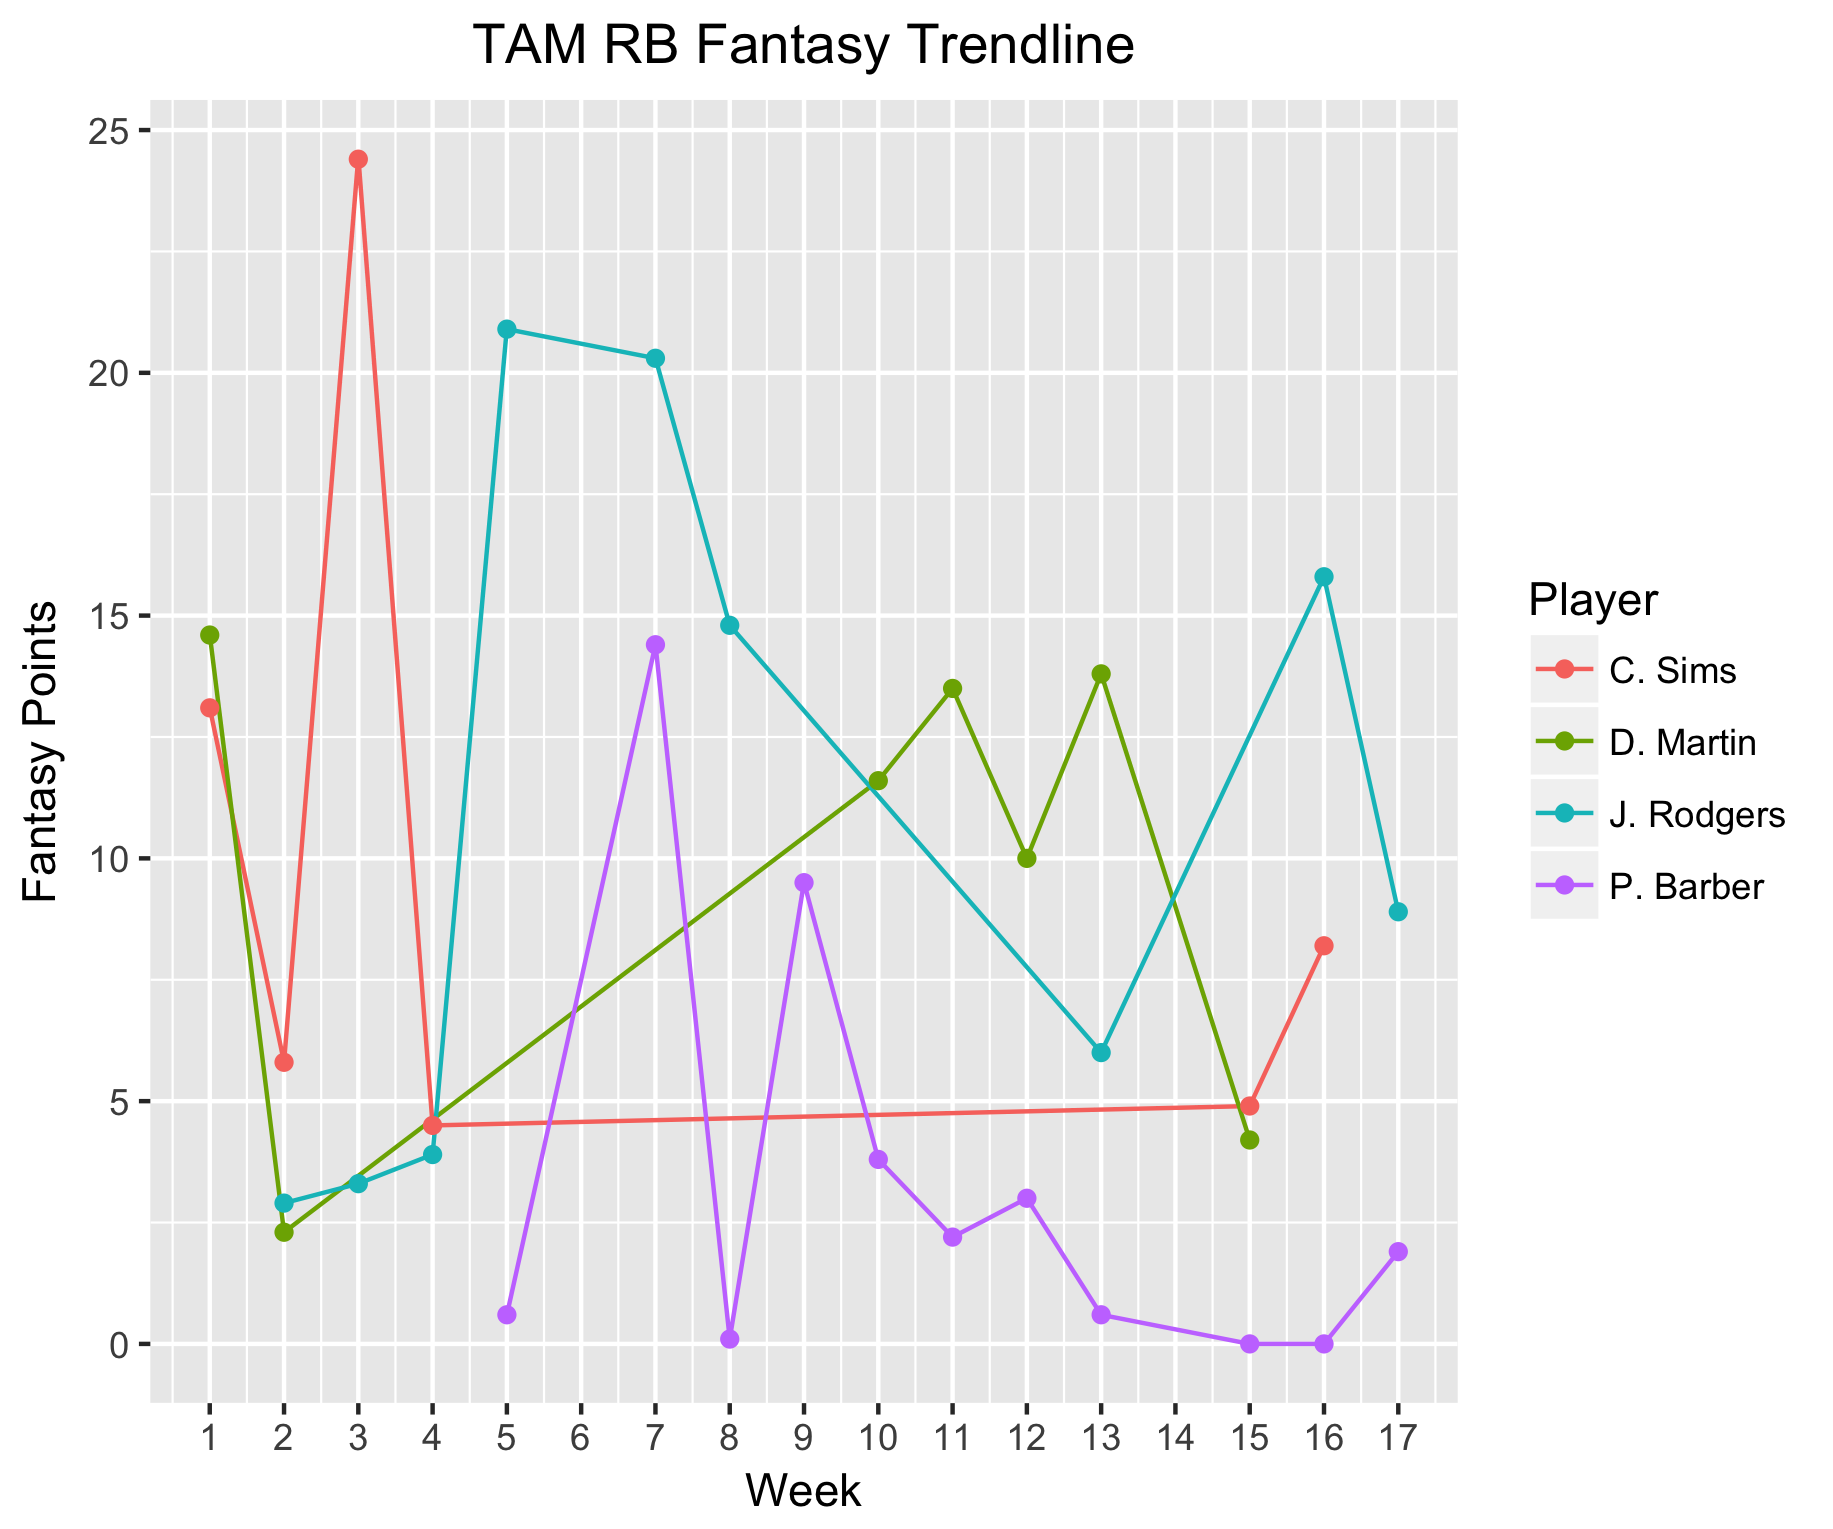 TAM RB Fantasy Trendline
Fantasy Points
25
20
15
10
5
0
1 2 3 4 5 6 7 8 9 10 11 12 13 14 15 16 17
Week
Player
C. Sims
D. Martin
J. Rodgers
P. Barber